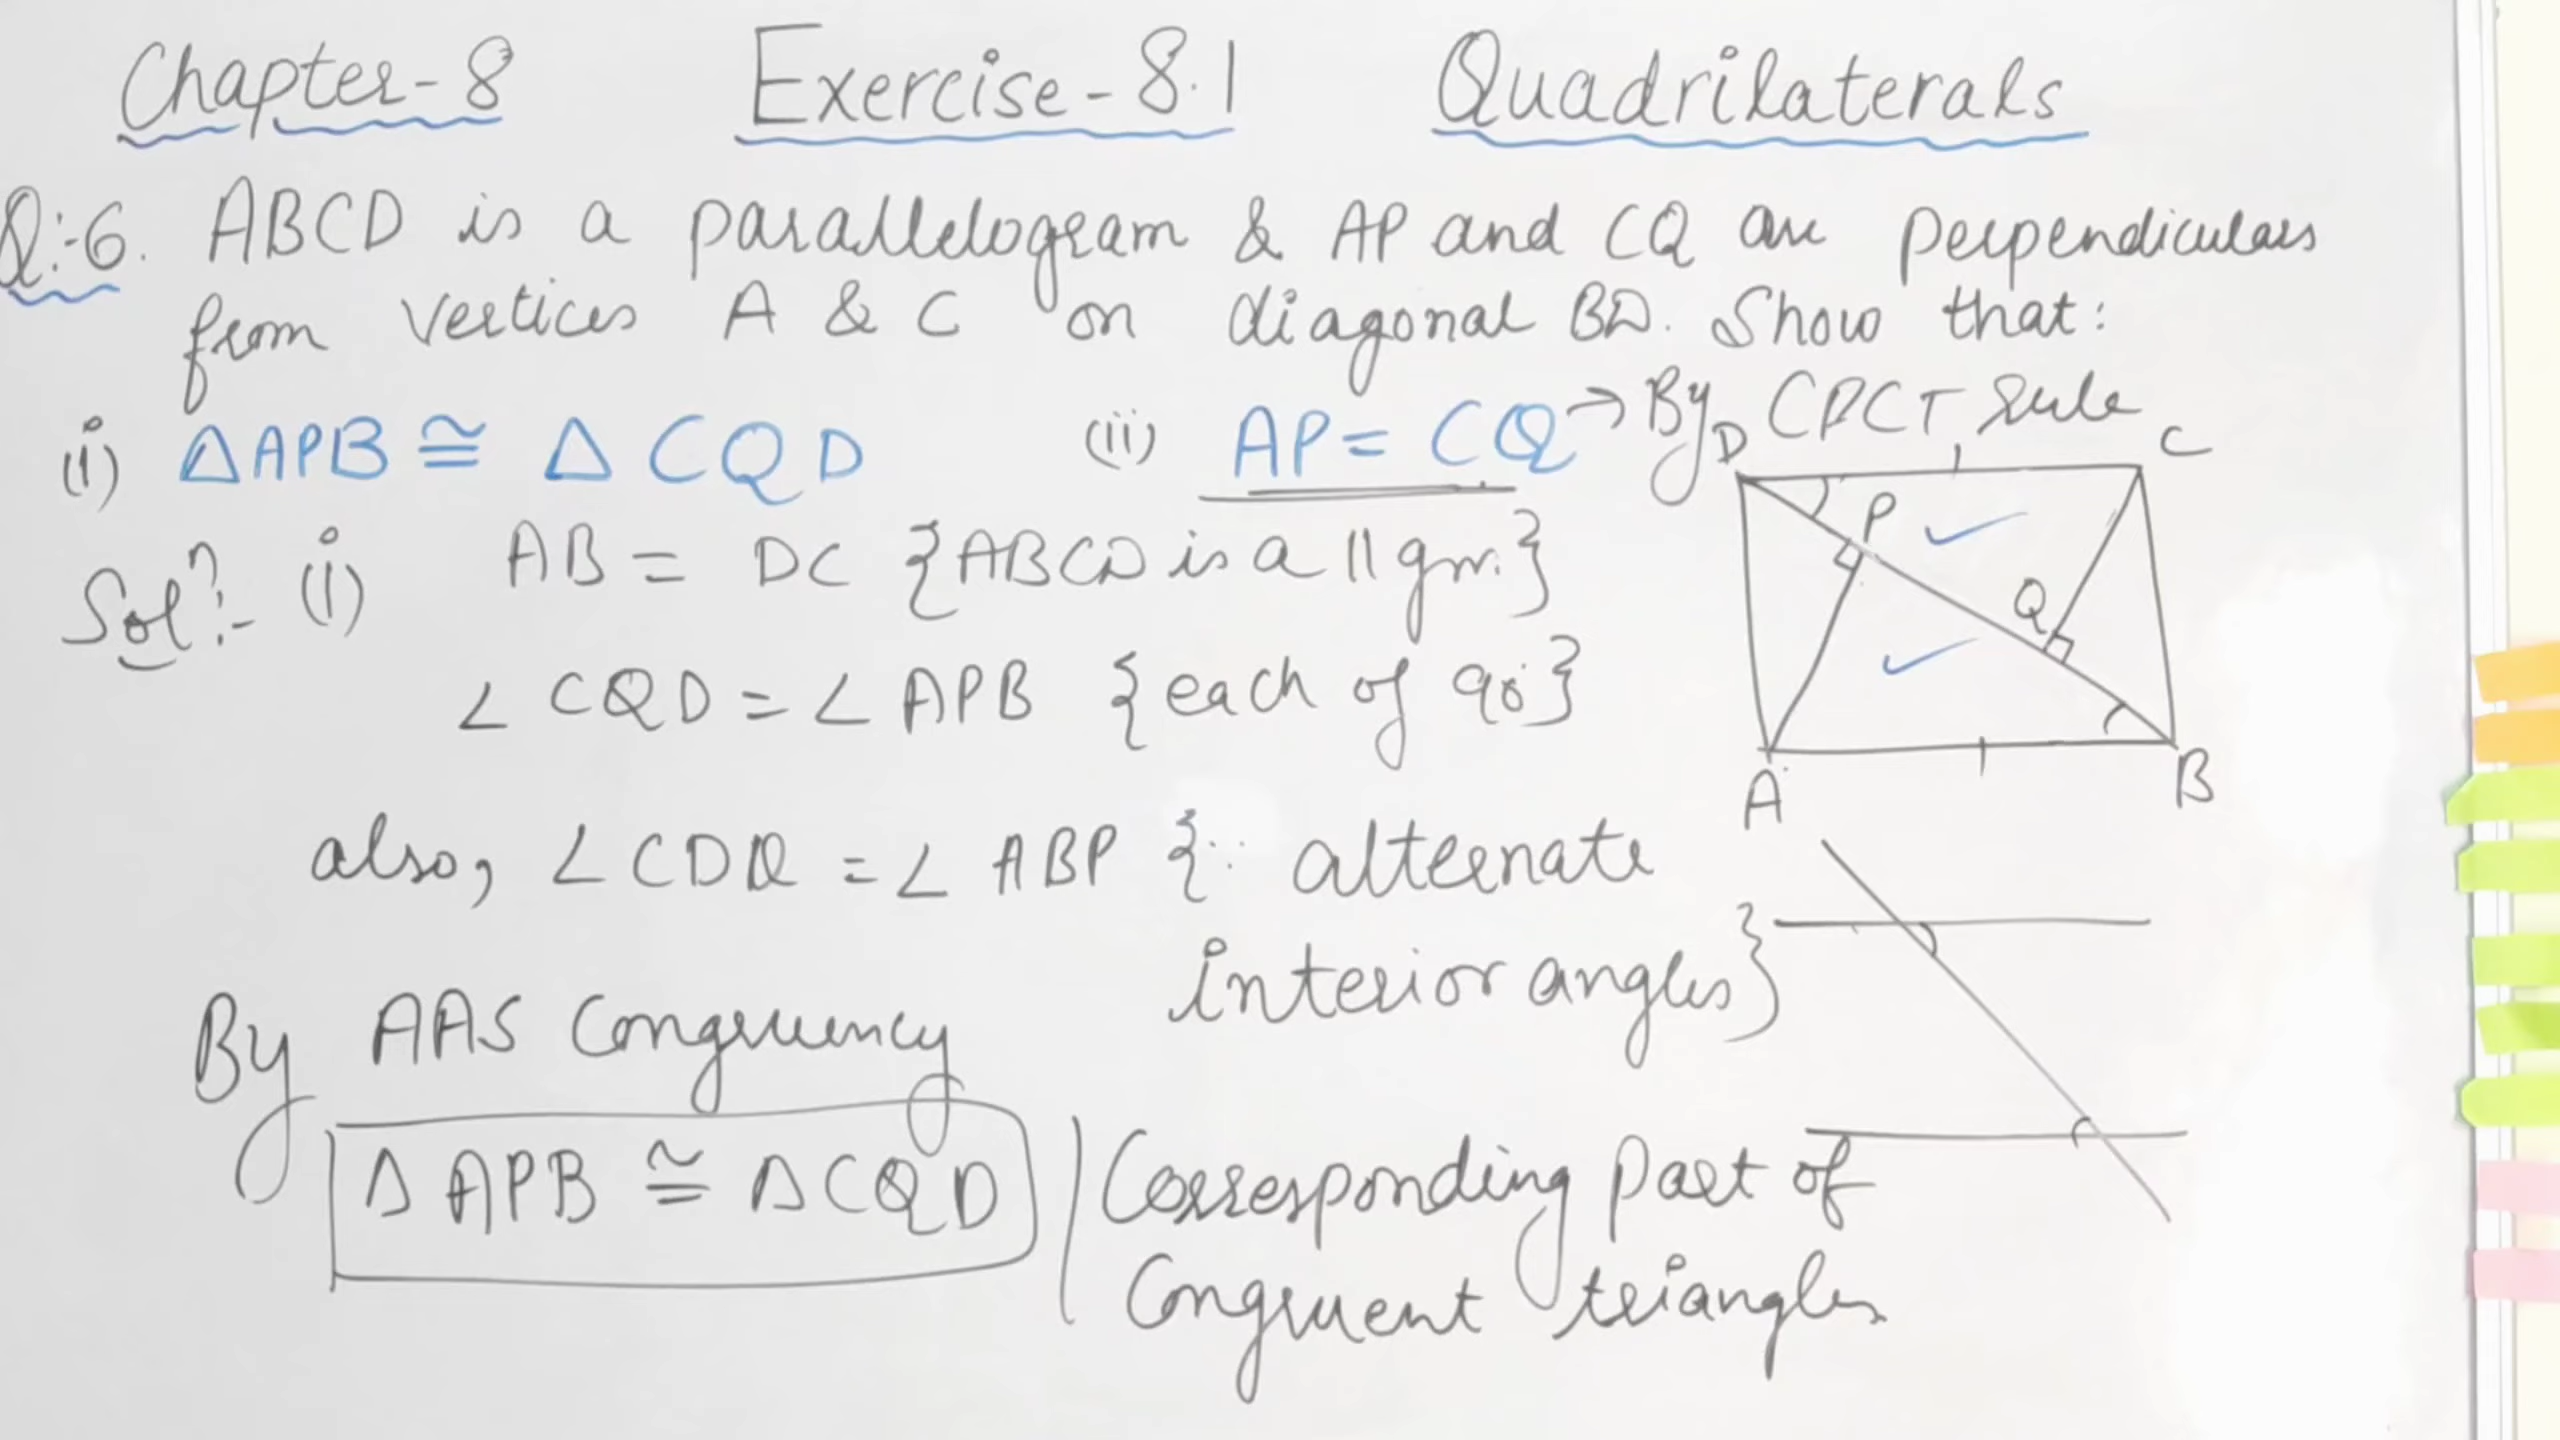 Chapter-8 Exercise-8.1 Quadrilaterals
Q:-6. ABCD is a parallelogram & AP and CQ are perpendiculars
from vertices A & C on diagonal BD. Show that:
(i) ΔAPB ≅ ΔCQD (ii) AP = CQ → By CPCT rule
D C
P
Q
A B
Solⁿ:- (i) AB = DC {ABCD is a ||gm.}
∠CQD = ∠APB {each of 90°}
also, ∠CDQ = ∠ABP {∵ alternate
interior angles}
By AAS Congruency
ΔAPB ≅ ΔCQD
Corresponding Part of
Congruent triangles